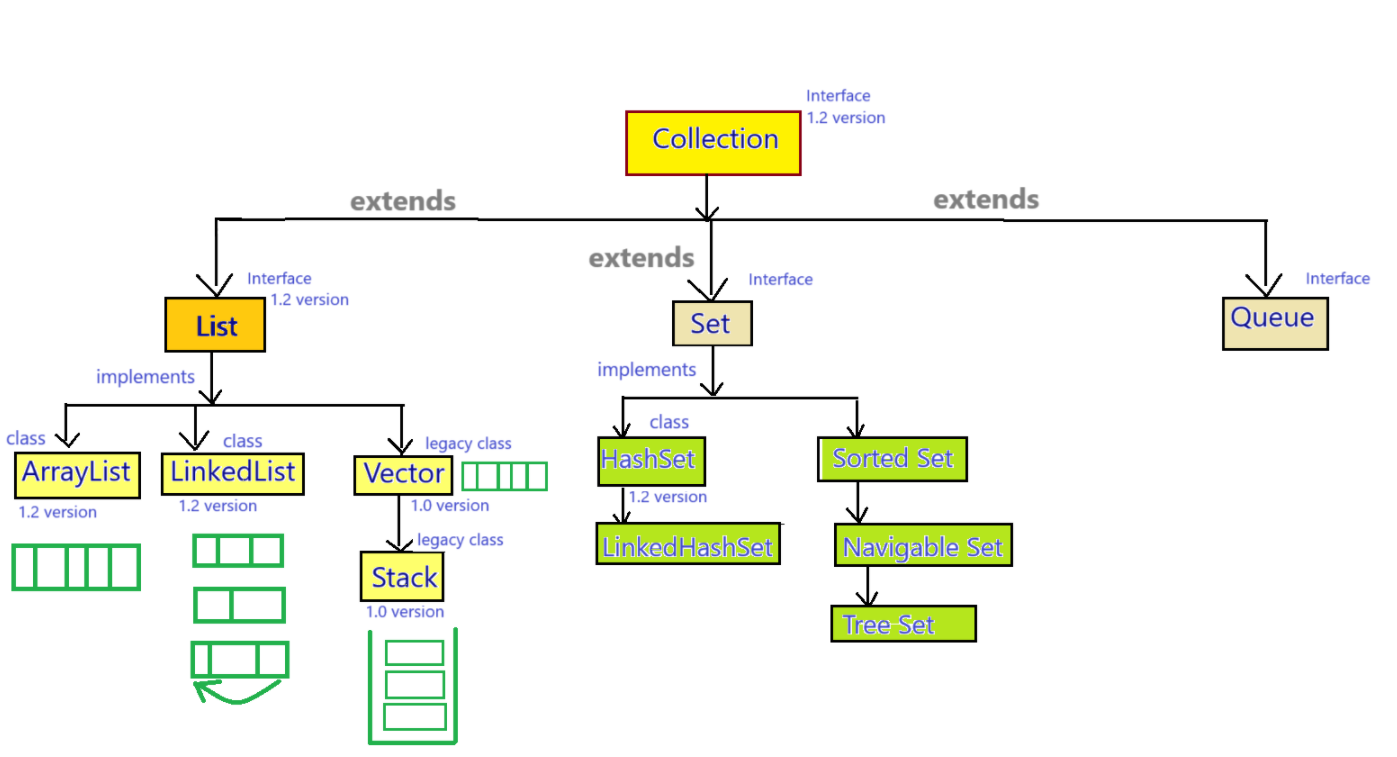 Interface
1.2 version
Collection
extends
extends
extends
Interface
1.2 version
List
Interface
Set
Interface
Queue
implements
implements
class
ArrayList
1.2 version
class
LinkedList
1.2 version
legacy class
Vector
1.0 version
legacy class
Stack
1.0 version
class
HashSet
1.2 version
LinkedHashSet
Sorted Set
Navigable Set
Tree Set